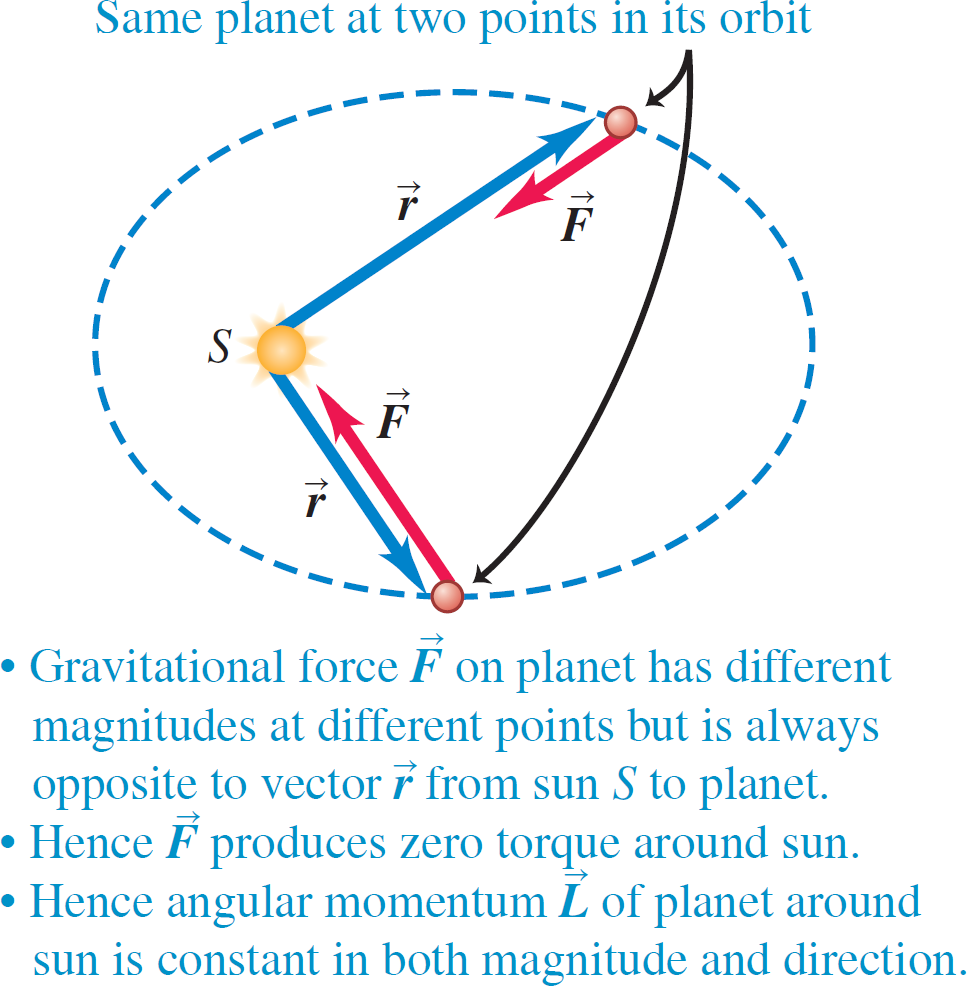 Same planet at two points in its orbit
r⃗
F⃗
S
F⃗
r⃗
• Gravitational force F⃗ on planet has different
magnitudes at different points but is always
opposite to vector r⃗ from sun S to planet.
• Hence F⃗ produces zero torque around sun.
• Hence angular momentum L⃗ of planet around
sun is constant in both magnitude and direction.